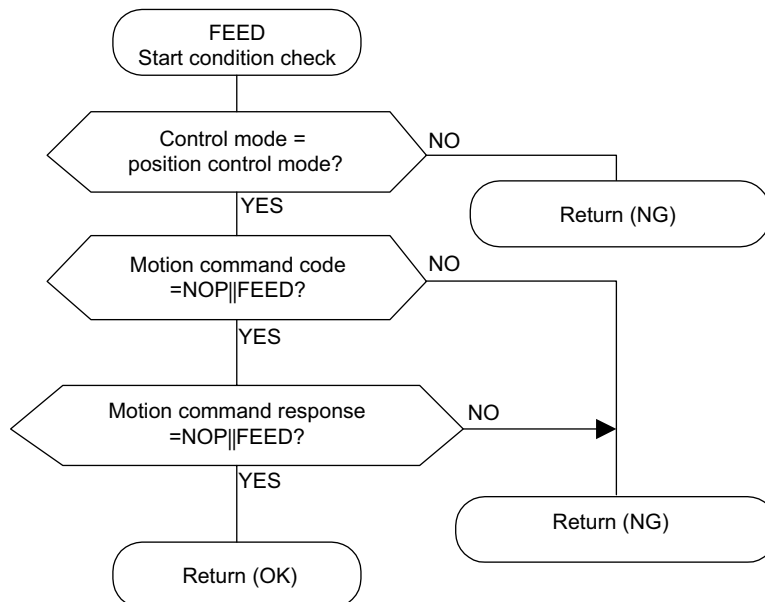 FEED
Start condition check
Control mode =
position control mode?
NO
YES
Return (NG)
Motion command code
=NOP||FEED?
NO
YES
Motion command response
=NOP||FEED?
NO
YES
Return (NG)
Return (OK)